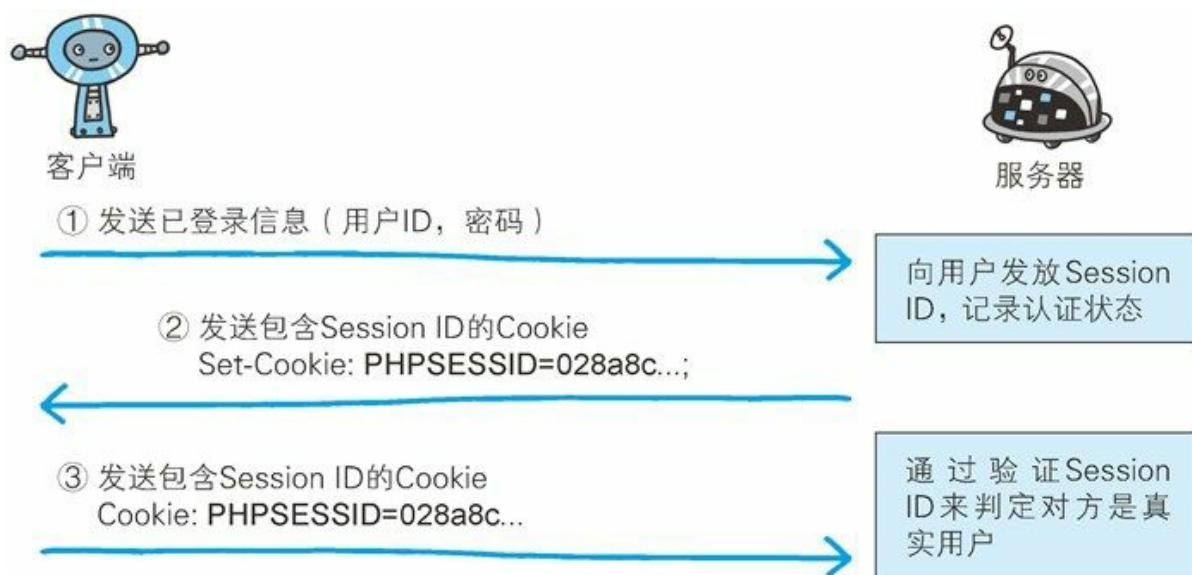 客户端
服务器
① 发送已登录信息（用户ID，密码）
向用户发放Session
ID，记录认证状态
② 发送包含Session ID的Cookie
Set-Cookie: PHPSESSID=028a8c...;
③ 发送包含Session ID的Cookie
Cookie: PHPSESSID=028a8c...
通过验证Session
ID来判定对方是真
实用户